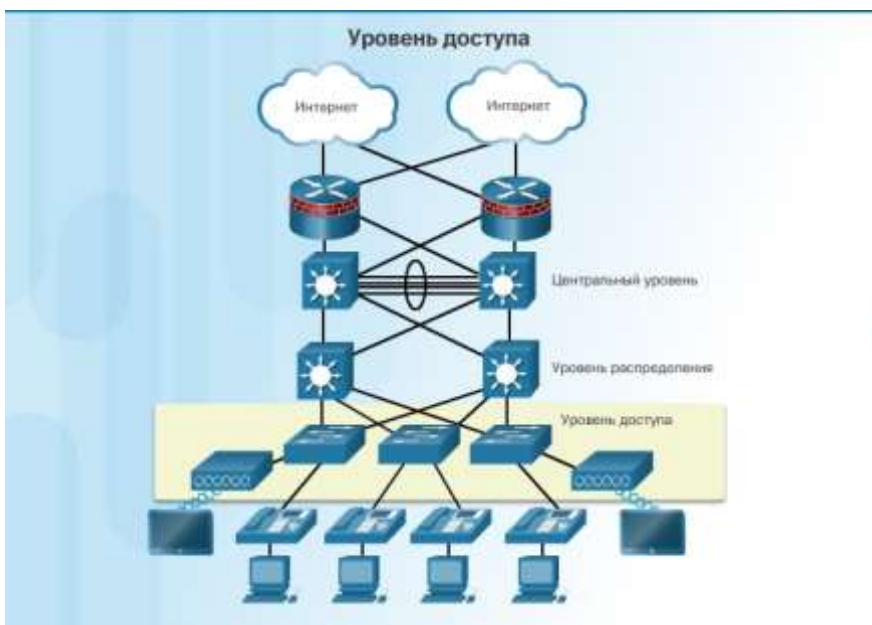 Уровень доступа
Интернет
Интернет
Центральный уровень
Уровень распределения
Уровень доступа